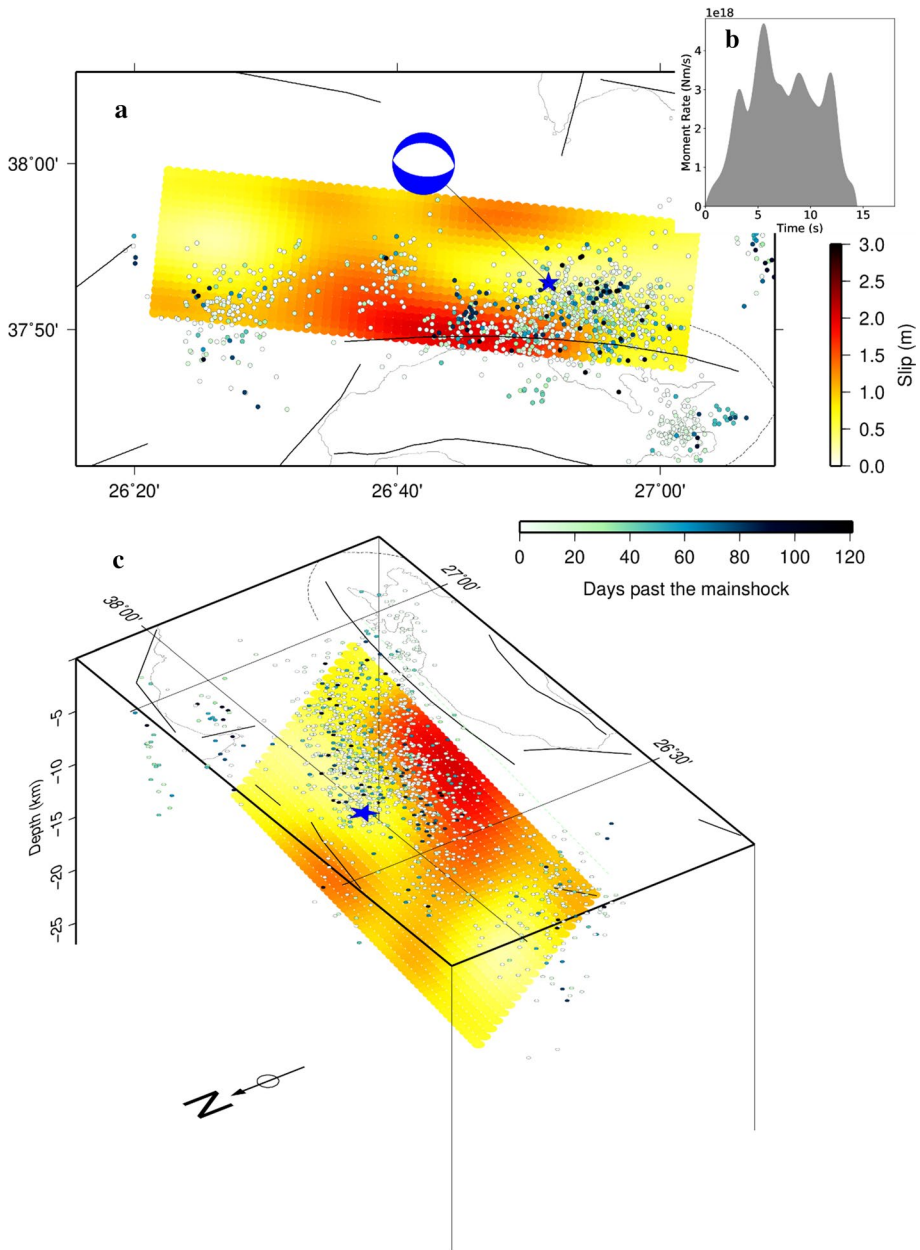 1e18
b
4
3
2
1
0
Moment Rate (Nm/s)
0 5 10 15
Time (s)
a
38°00'
37°50'
26°20' 26°40' 27°00'
3.0
2.5
2.0
1.5
1.0
0.5
0.0
Slip (m)
0 20 40 60 80 100 120
Days past the mainshock
c
38°00'
27°00'
26°30'
-5
-10
-15
-20
-25
Depth (km)
N